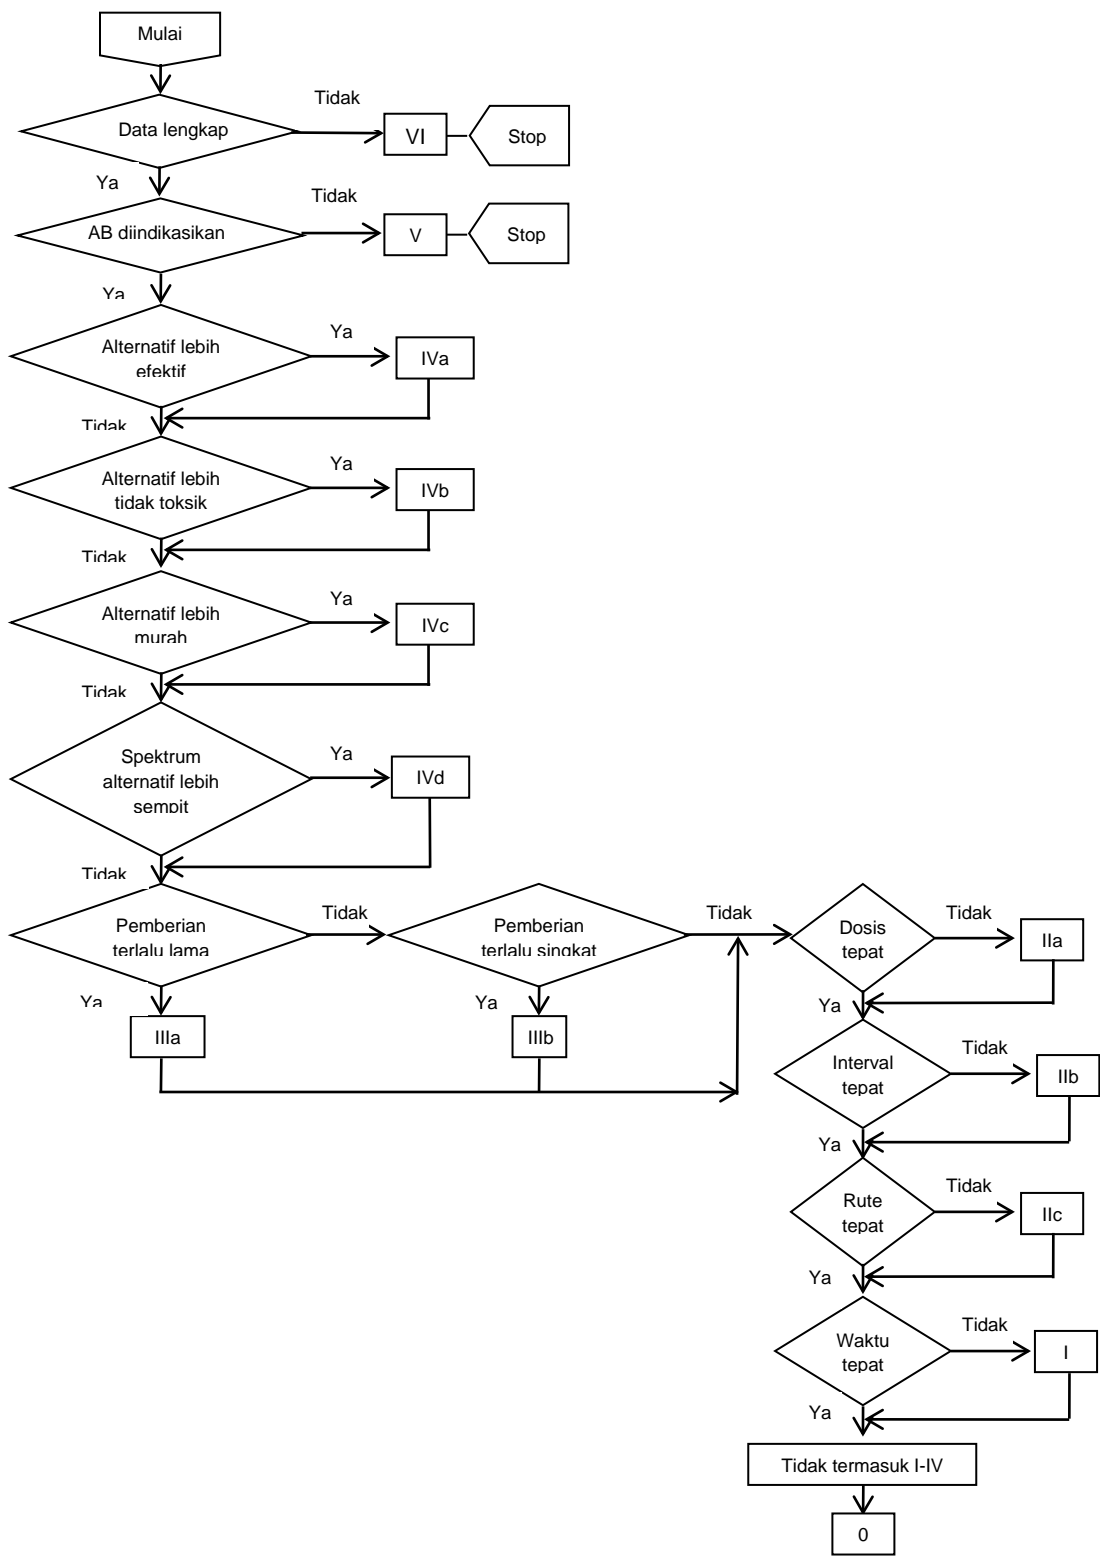 Mulai
Tidak
Data lengkap
VI
Stop
Ya
Tidak
AB diindikasikan
V
Stop
Ya
Alternatif lebih
efektif
Ya
IVa
Tidak
Alternatif lebih
tidak toksik
Ya
IVb
Tidak
Alternatif lebih
murah
Ya
IVc
Tidak
Spektrum
alternatif lebih
sempit
Ya
IVd
Tidak
Pemberian
terlalu lama
Tidak
Pemberian
terlalu singkat
Tidak
Dosis
tepat
Tidak
IIa
Ya
IIIa
Ya
IIIb
Ya
Interval
tepat
Tidak
IIb
Ya
Rute
tepat
Tidak
IIc
Ya
Waktu
tepat
Tidak
I
Ya
Tidak termasuk I-IV
0